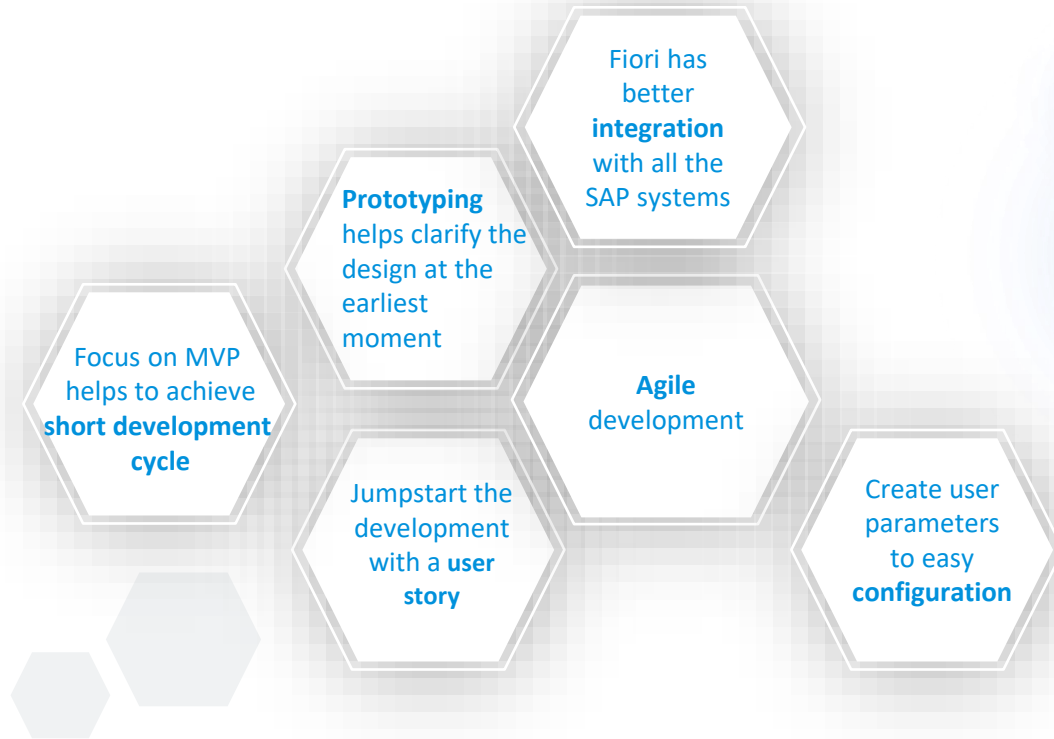 Fiori has
better
integration
with all the
SAP systems
Prototyping
helps clarify the
design at the
earliest
moment
Focus on MVP
helps to achieve
short development
cycle
Agile
development
Jumpstart the
development
with a user
story
Create user
parameters
to easy
configuration